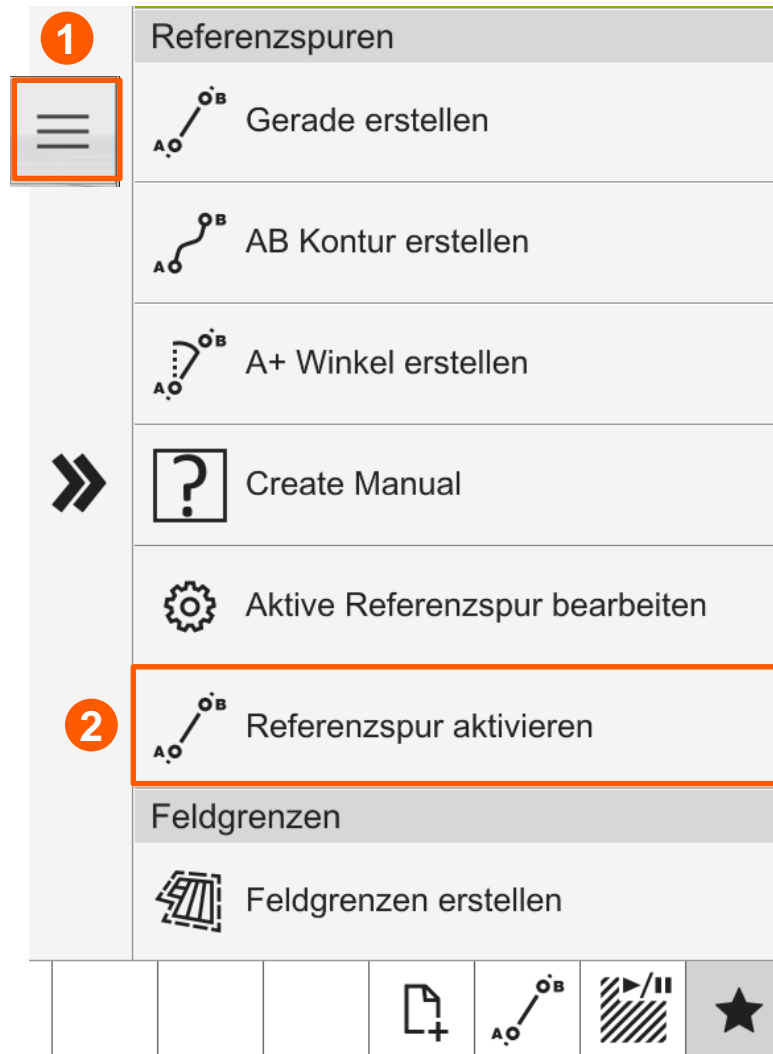 1
Referenzspuren
A B Gerade erstellen
A B AB Kontur erstellen
A B A+ Winkel erstellen
? Create Manual
Aktive Referenzspur bearbeiten
2 A B Referenzspur aktivieren
Feldgrenzen
Feldgrenzen erstellen
A B